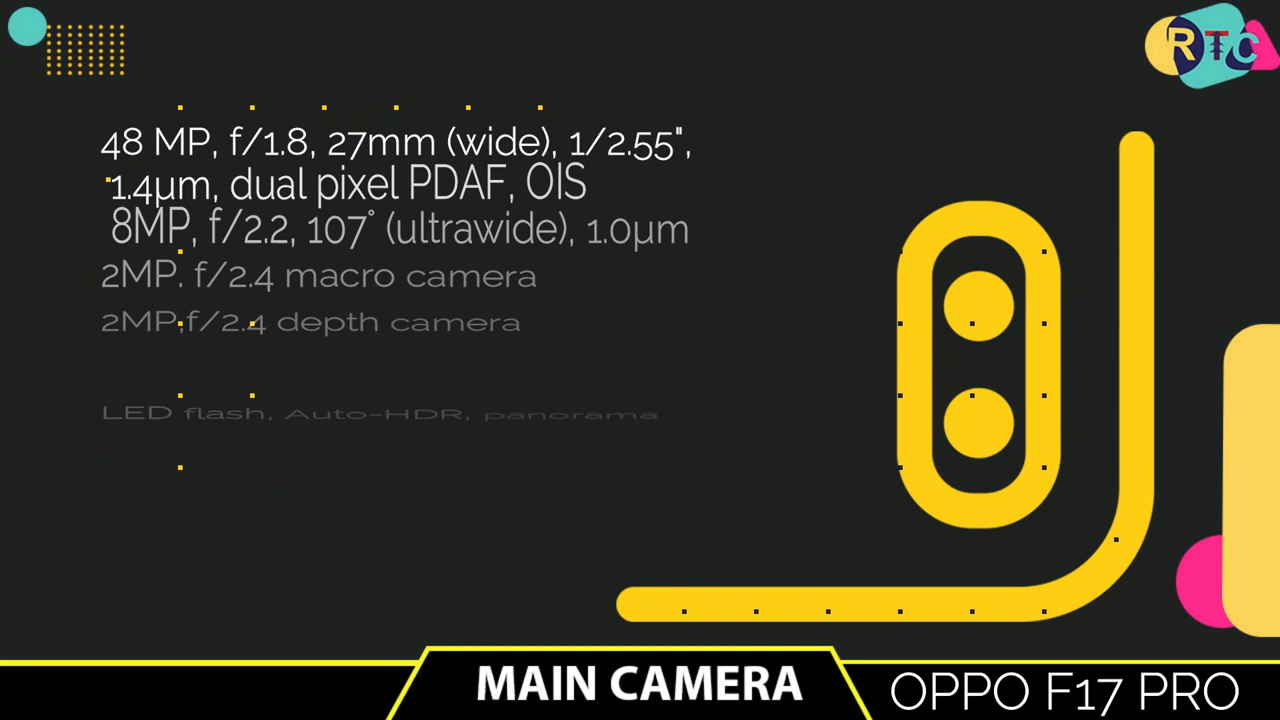 RTC
48 MP, f/1.8, 27mm (wide), 1/2.55",
1.4µm, dual pixel PDAF, OIS
8MP, f/2.2, 107° (ultrawide), 1.0µm
2MP. f/2.4 macro camera
2MP,f/2.4 depth camera
LED flash, Auto-HDR, panorama
MAIN CAMERA
OPPO F17 PRO